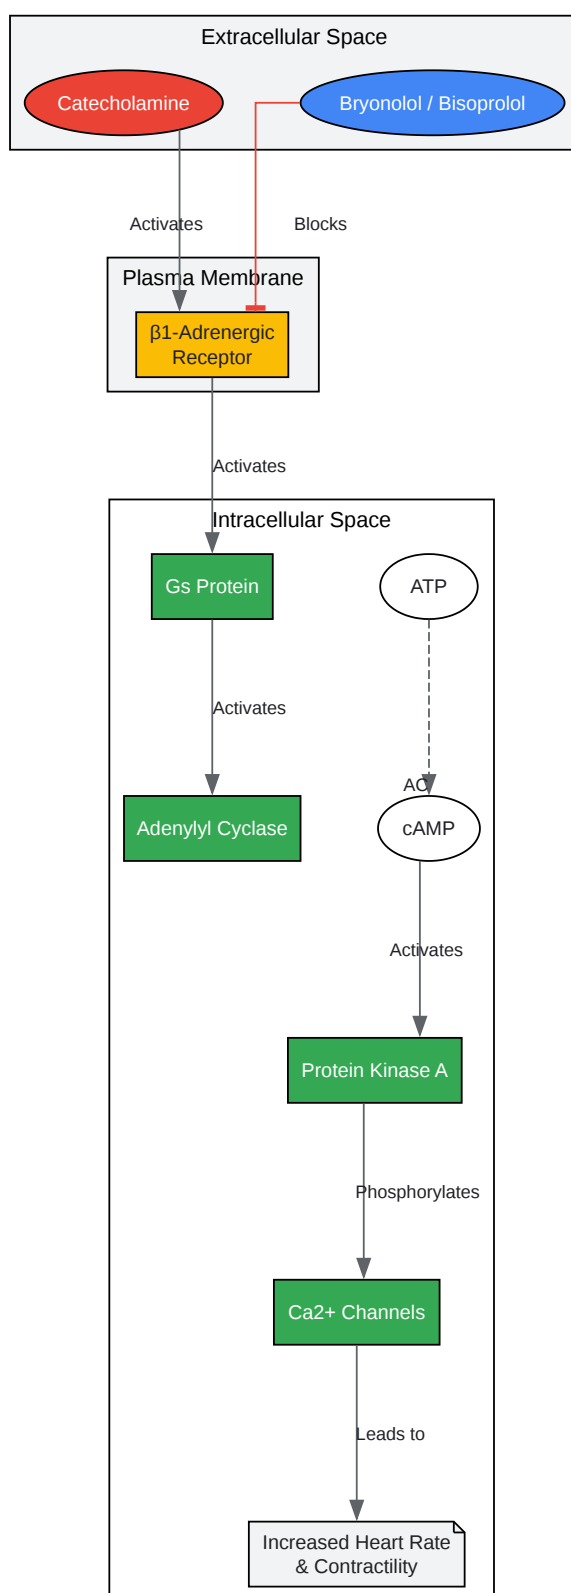 Extracellular Space
Catecholamine
Bryonolol / Bisoprolol
Activates
Blocks
Plasma Membrane
β1-Adrenergic
Receptor
Activates
Intracellular Space
Gs Protein
ATP
Activates
AC
Adenylyl Cyclase
cAMP
Activates
Protein Kinase A
Phosphorylates
Ca2+ Channels
Leads to
Increased Heart Rate
& Contractility